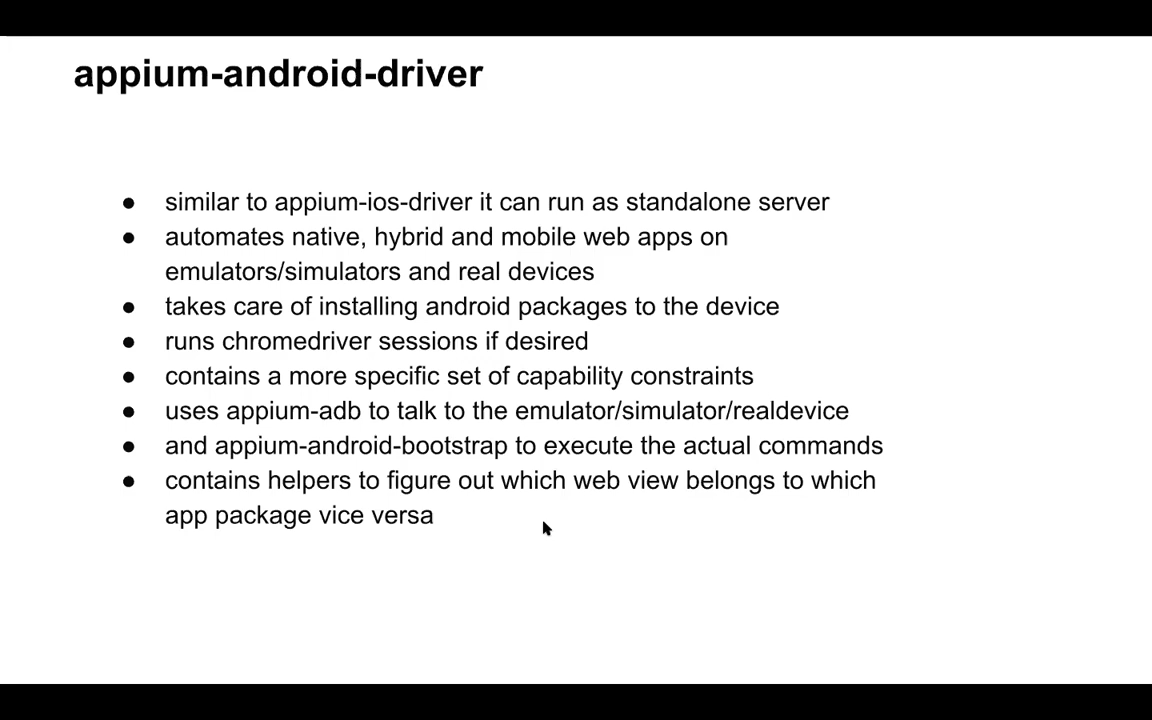 appium-android-driver
● similar to appium-ios-driver it can run as standalone server
● automates native, hybrid and mobile web apps on
emulators/simulators and real devices
● takes care of installing android packages to the device
● runs chromedriver sessions if desired
● contains a more specific set of capability constraints
● uses appium-adb to talk to the emulator/simulator/realdevice
● and appium-android-bootstrap to execute the actual commands
● contains helpers to figure out which web view belongs to which
app package vice versa